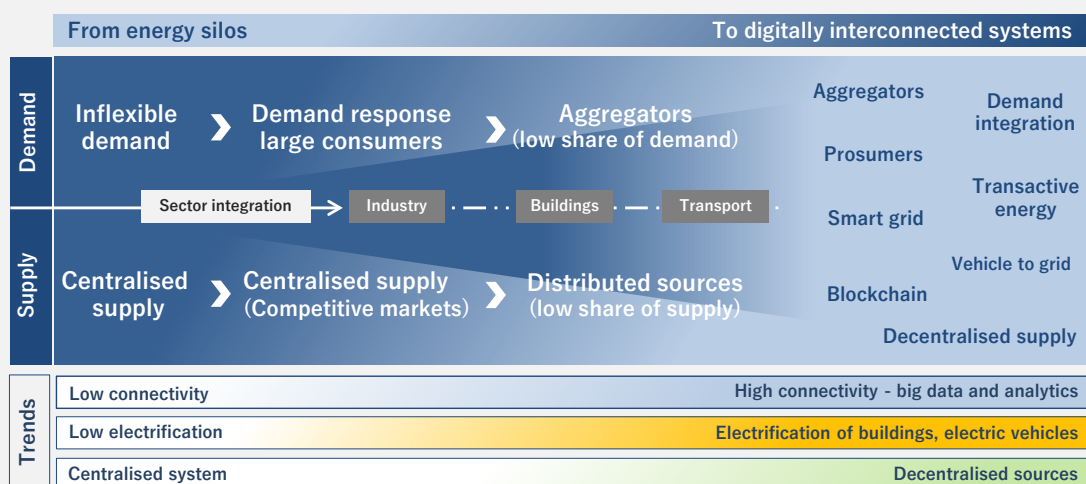 From energy silos
To digitally interconnected systems
Demand
Inflexible
demand
Demand response
large consumers
Aggregators
(low share of demand)
Aggregators
Demand
integration
Prosumers
Transactive
energy
Smart grid
Vehicle to grid
Blockchain
Decentralised supply
Sector integration
Industry
Buildings
Transport
Supply
Centralised
supply
Centralised supply
(Competitive markets)
Distributed sources
(low share of supply)
Trends
Low connectivity
High connectivity - big data and analytics
Low electrification
Electrification of buildings, electric vehicles
Centralised system
Decentralised sources